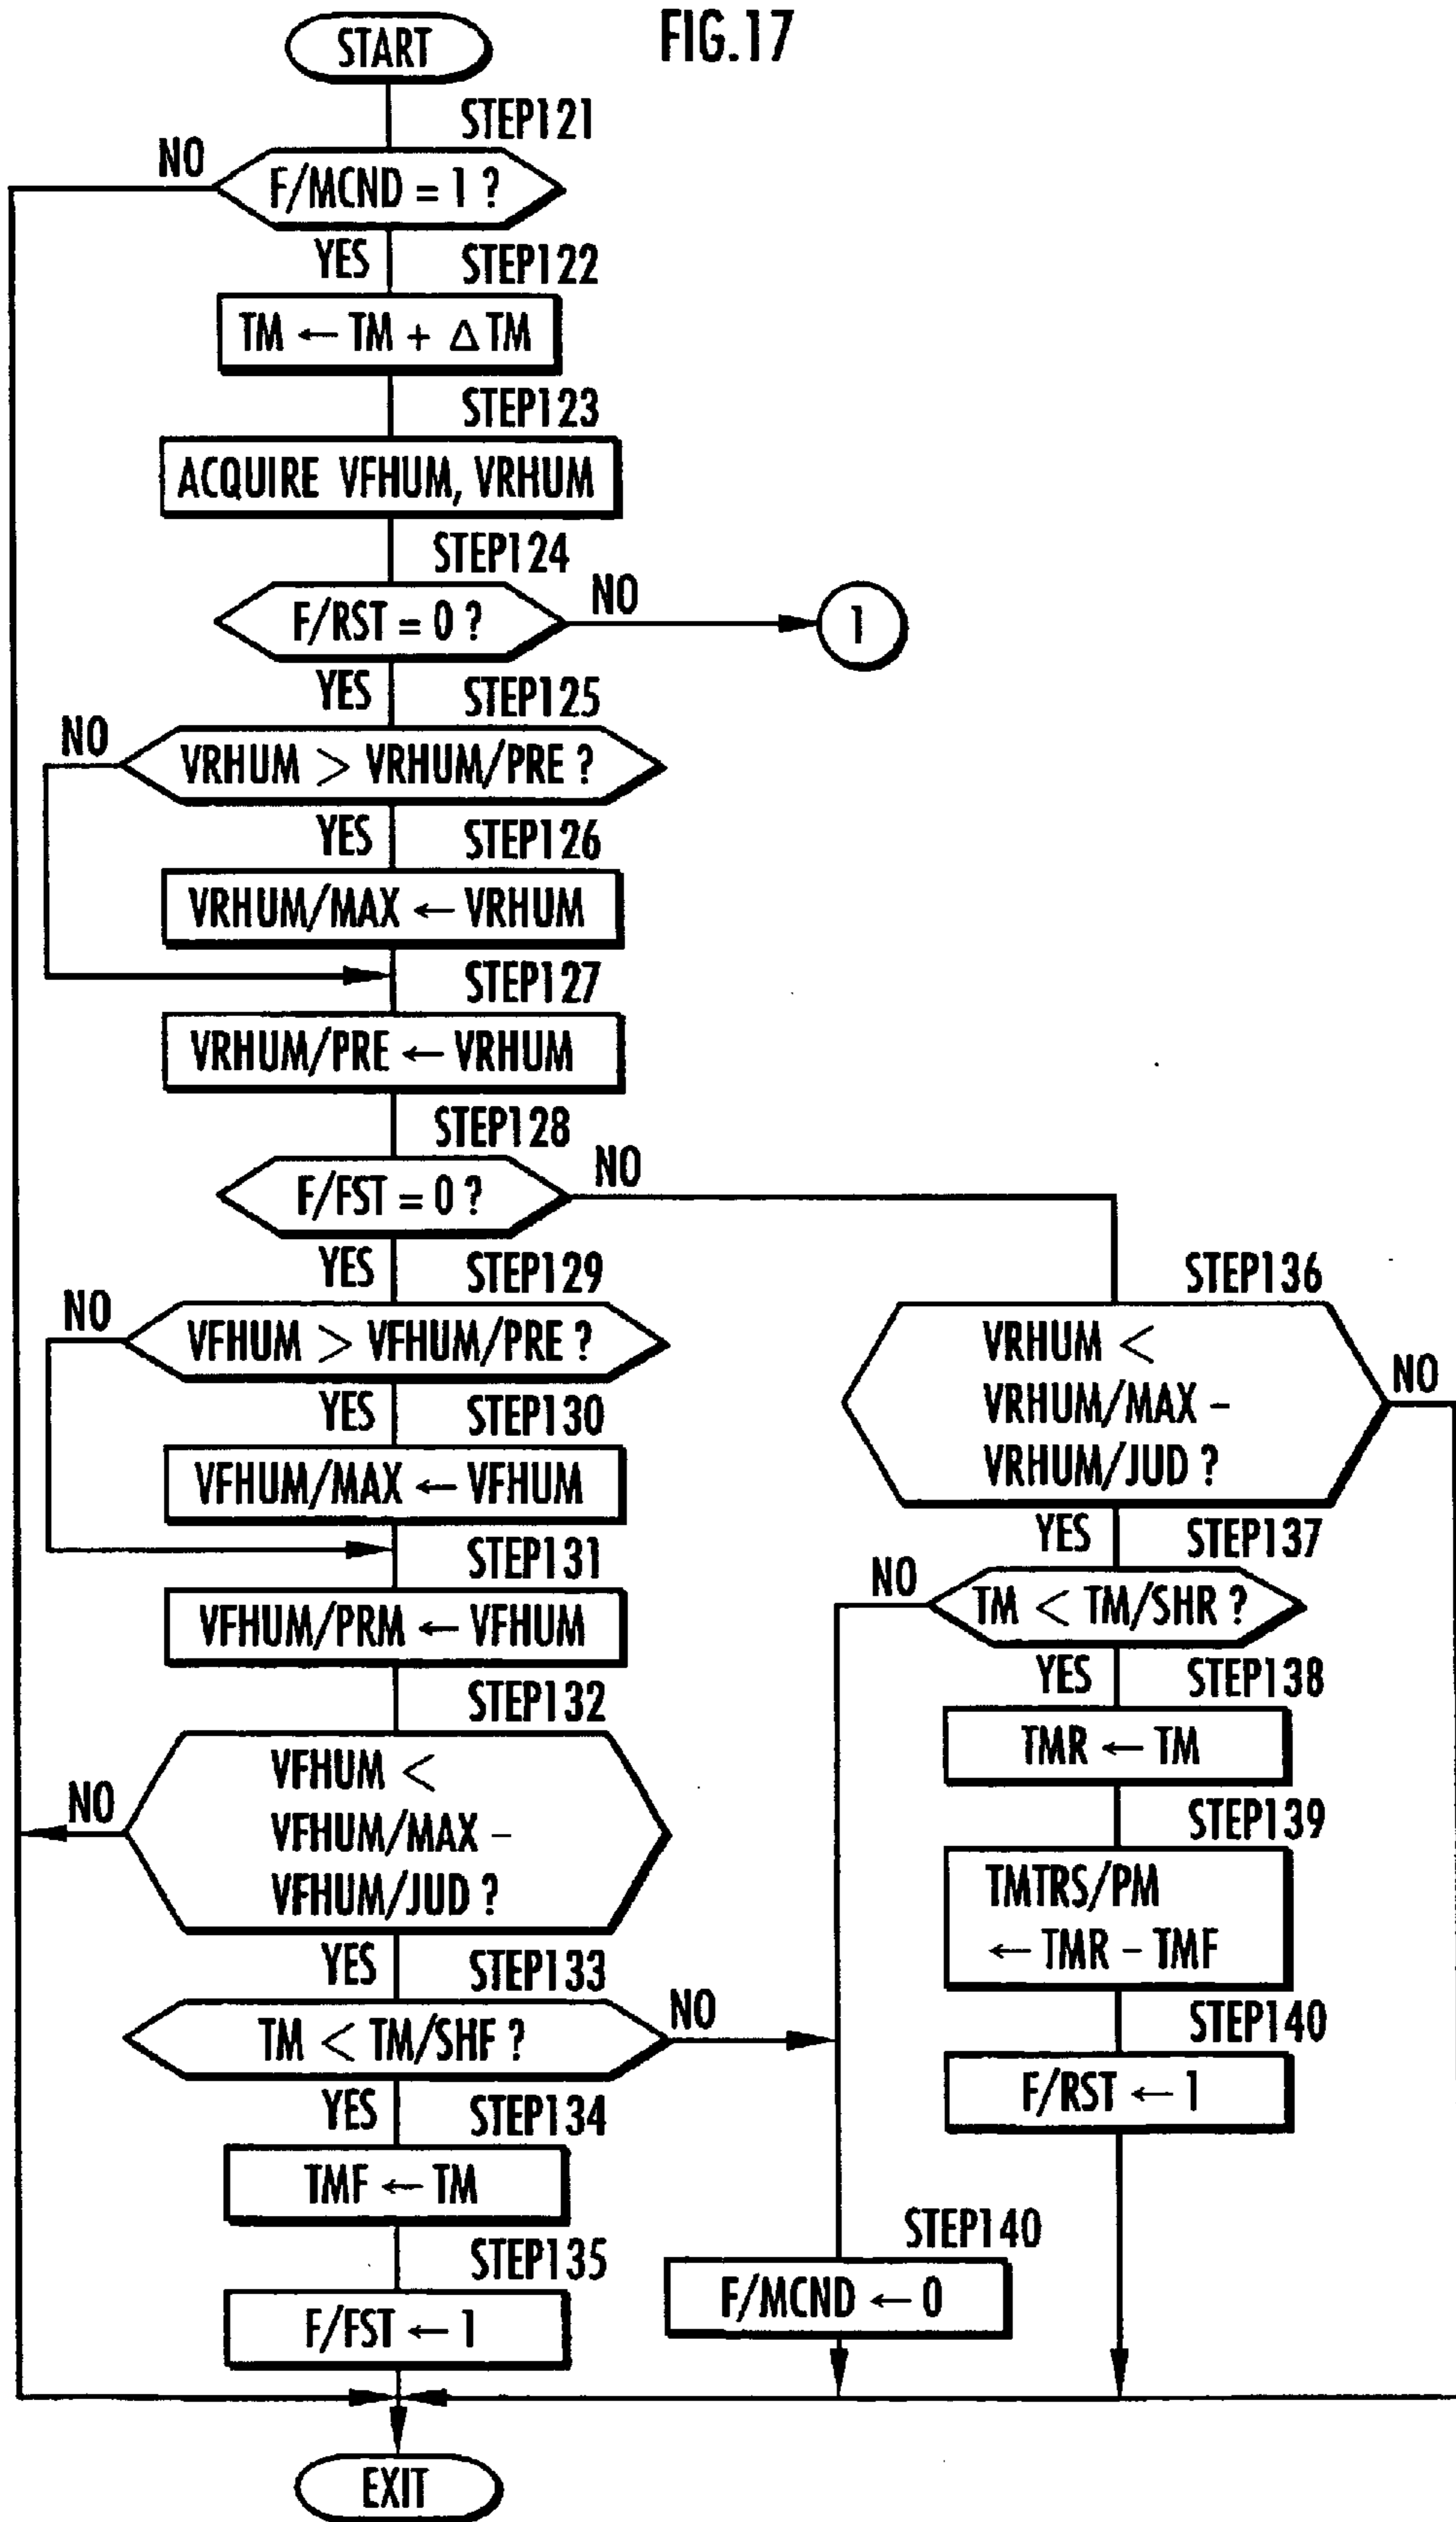 FIG.17
START
STEP121
NO
F/MCND = 1 ?
YES
STEP122
TM ← TM + Δ TM
STEP123
ACQUIRE VFHUM, VRHUM
STEP124
F/RST = 0 ?
NO
1
YES
STEP125
NO
VRHUM > VRHUM/PRE ?
YES
STEP126
VRHUM/MAX ← VRHUM
STEP127
VRHUM/PRE ← VRHUM
STEP128
F/FST = 0 ?
NO
YES
STEP129
NO
VFHUM > VFHUM/PRE ?
YES
STEP130
VFHUM/MAX ← VFHUM
STEP131
VFHUM/PRM ← VFHUM
STEP132
VFHUM <
VFHUM/MAX –
VFHUM/JUD ?
NO
YES
STEP133
TM < TM/SHF ?
NO
YES
STEP134
TMF ← TM
STEP135
F/FST ← 1
STEP136
VRHUM <
VRHUM/MAX –
VRHUM/JUD ?
NO
YES
STEP137
NO
TM < TM/SHR ?
YES
STEP138
TMR ← TM
STEP139
TMTRS/PM
← TMR – TMF
STEP140
F/RST ← 1
STEP140
F/MCND ← 0
EXIT